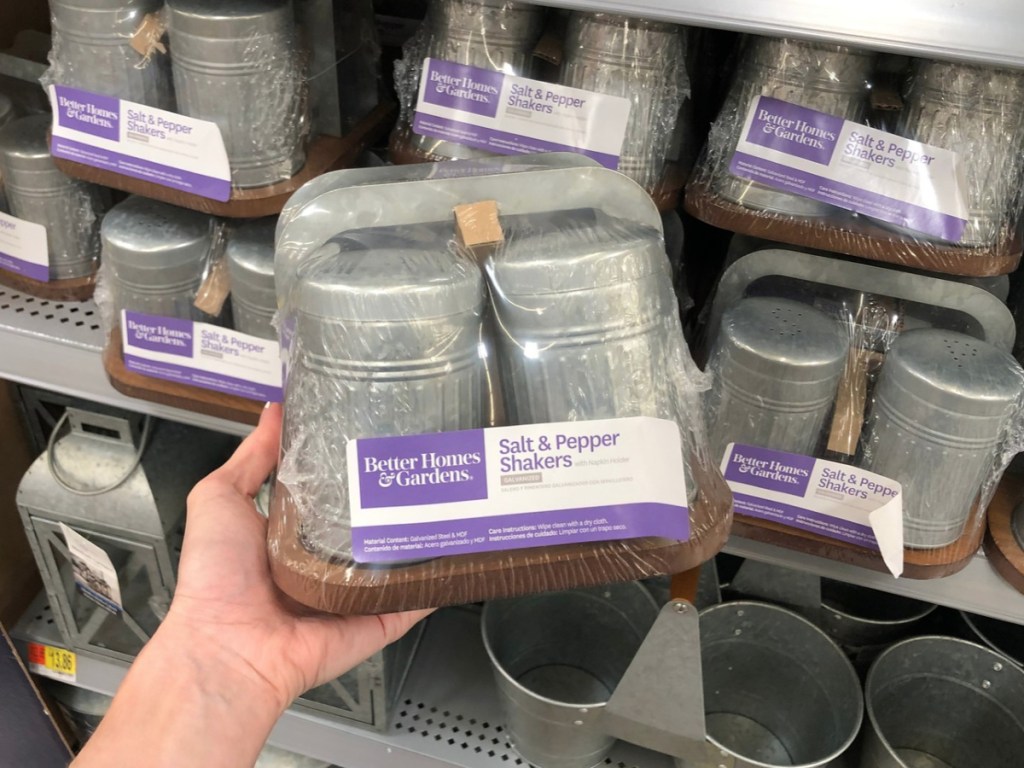 Better Homes
& Gardens.
Salt & Pepper
Shakers
Better Homes
& Gardens.
Salt & Pepper
Shakers
Better Homes
& Gardens.
Salt & Pepper
Shakers
Better Homes
& Gardens.
Salt & Pepper
Shakers
Better Homes
& Gardens.
Salt & Pepper
Shakers with Napkin Holder
GALVANIZED
Material Content: Galvanized Steel & MDF
Contenido de material: Acero galvanizado y MDF
Care Instructions: Wipe clean with a dry cloth.
Instrucciones de cuidado: Limpiar con un trapo seco.
Better Homes
& Gardens.
Salt & Peppe
Shakers
13.86